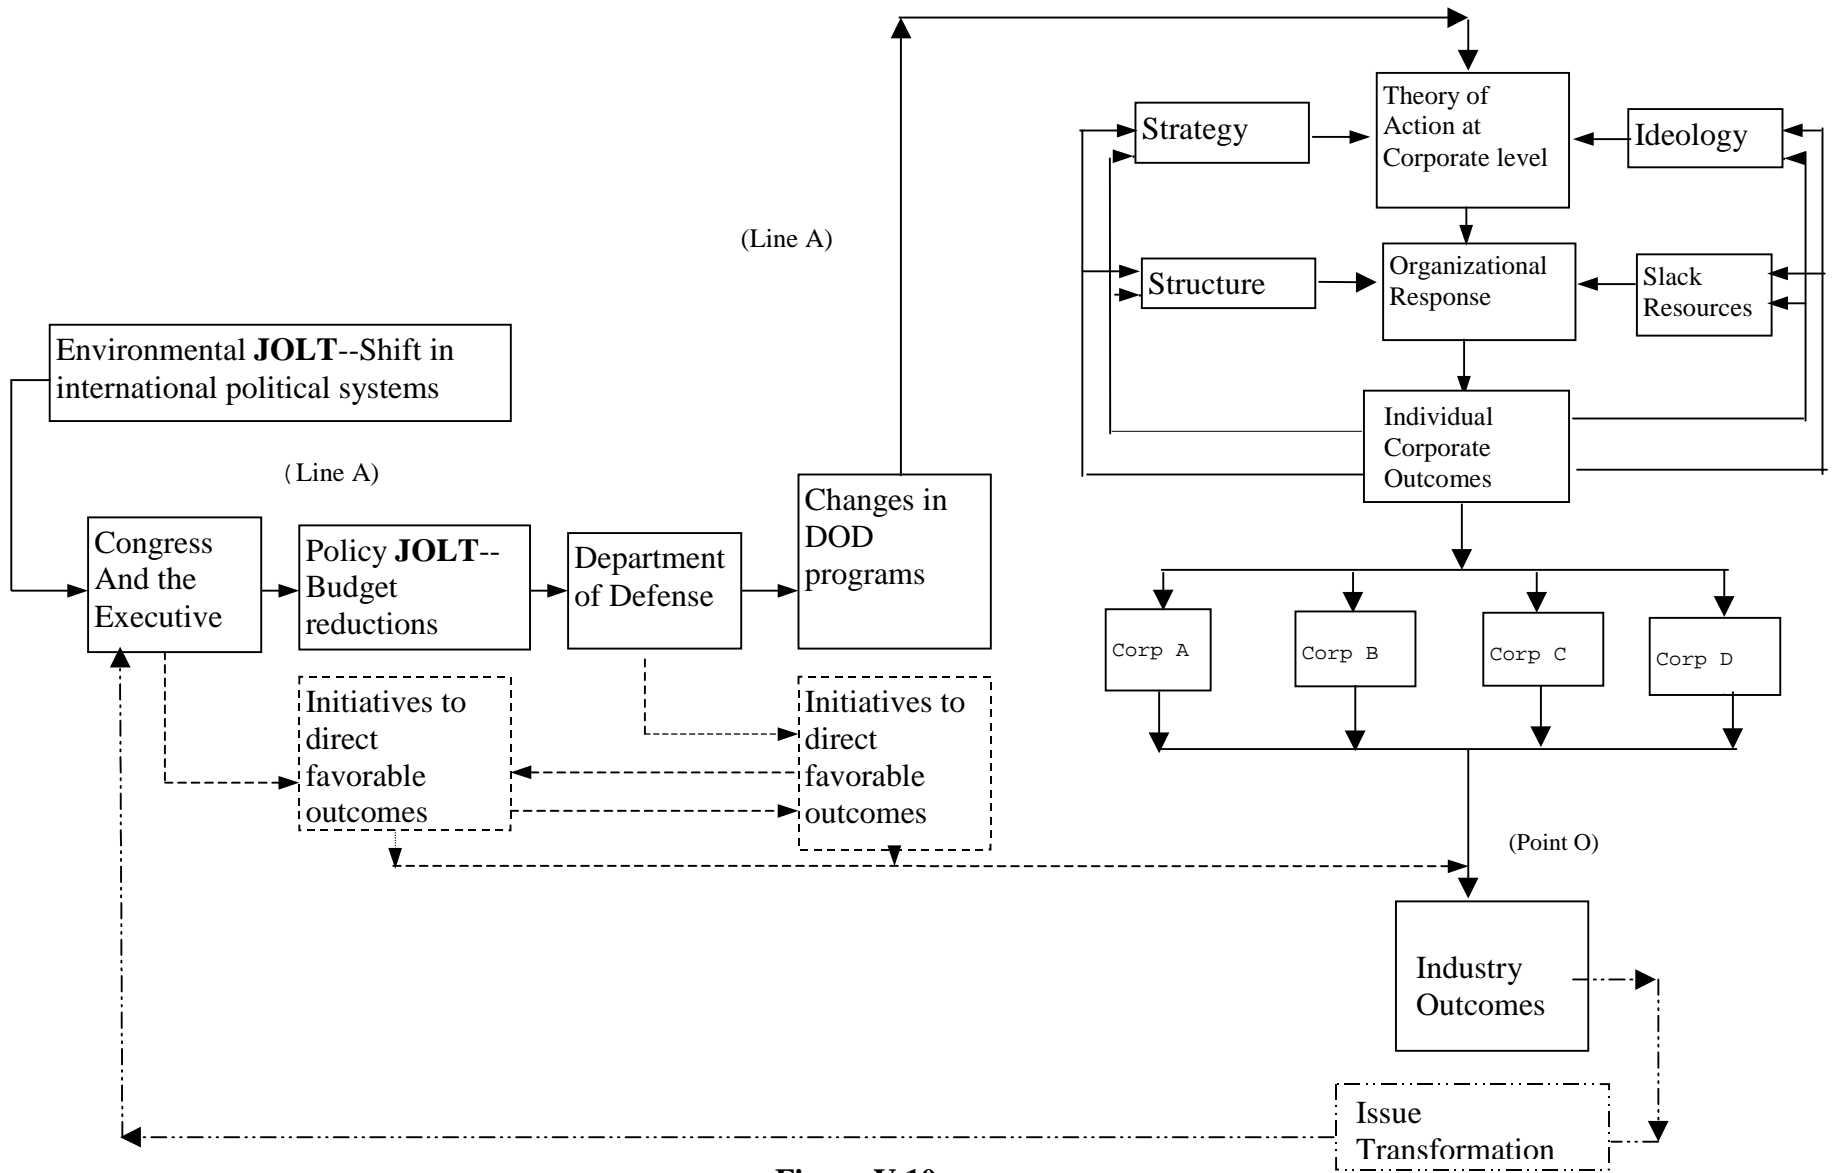 Theory of
Action at
Corporate level
Strategy
Ideology
(Line A)
Organizational
Response
Structure
Slack
Resources
Environmental JOLT--Shift in
international political systems
Individual
Corporate
Outcomes
(Line A)
Changes in
DOD
programs
Congress
And the
Executive
Policy JOLT--
Budget
reductions
Department
of Defense
Corp A
Corp B
Corp C
Corp D
Initiatives to
direct
favorable
outcomes
Initiatives to
direct
favorable
outcomes
(Point O)
Industry
Outcomes
Issue
Transformation
Figure V-10